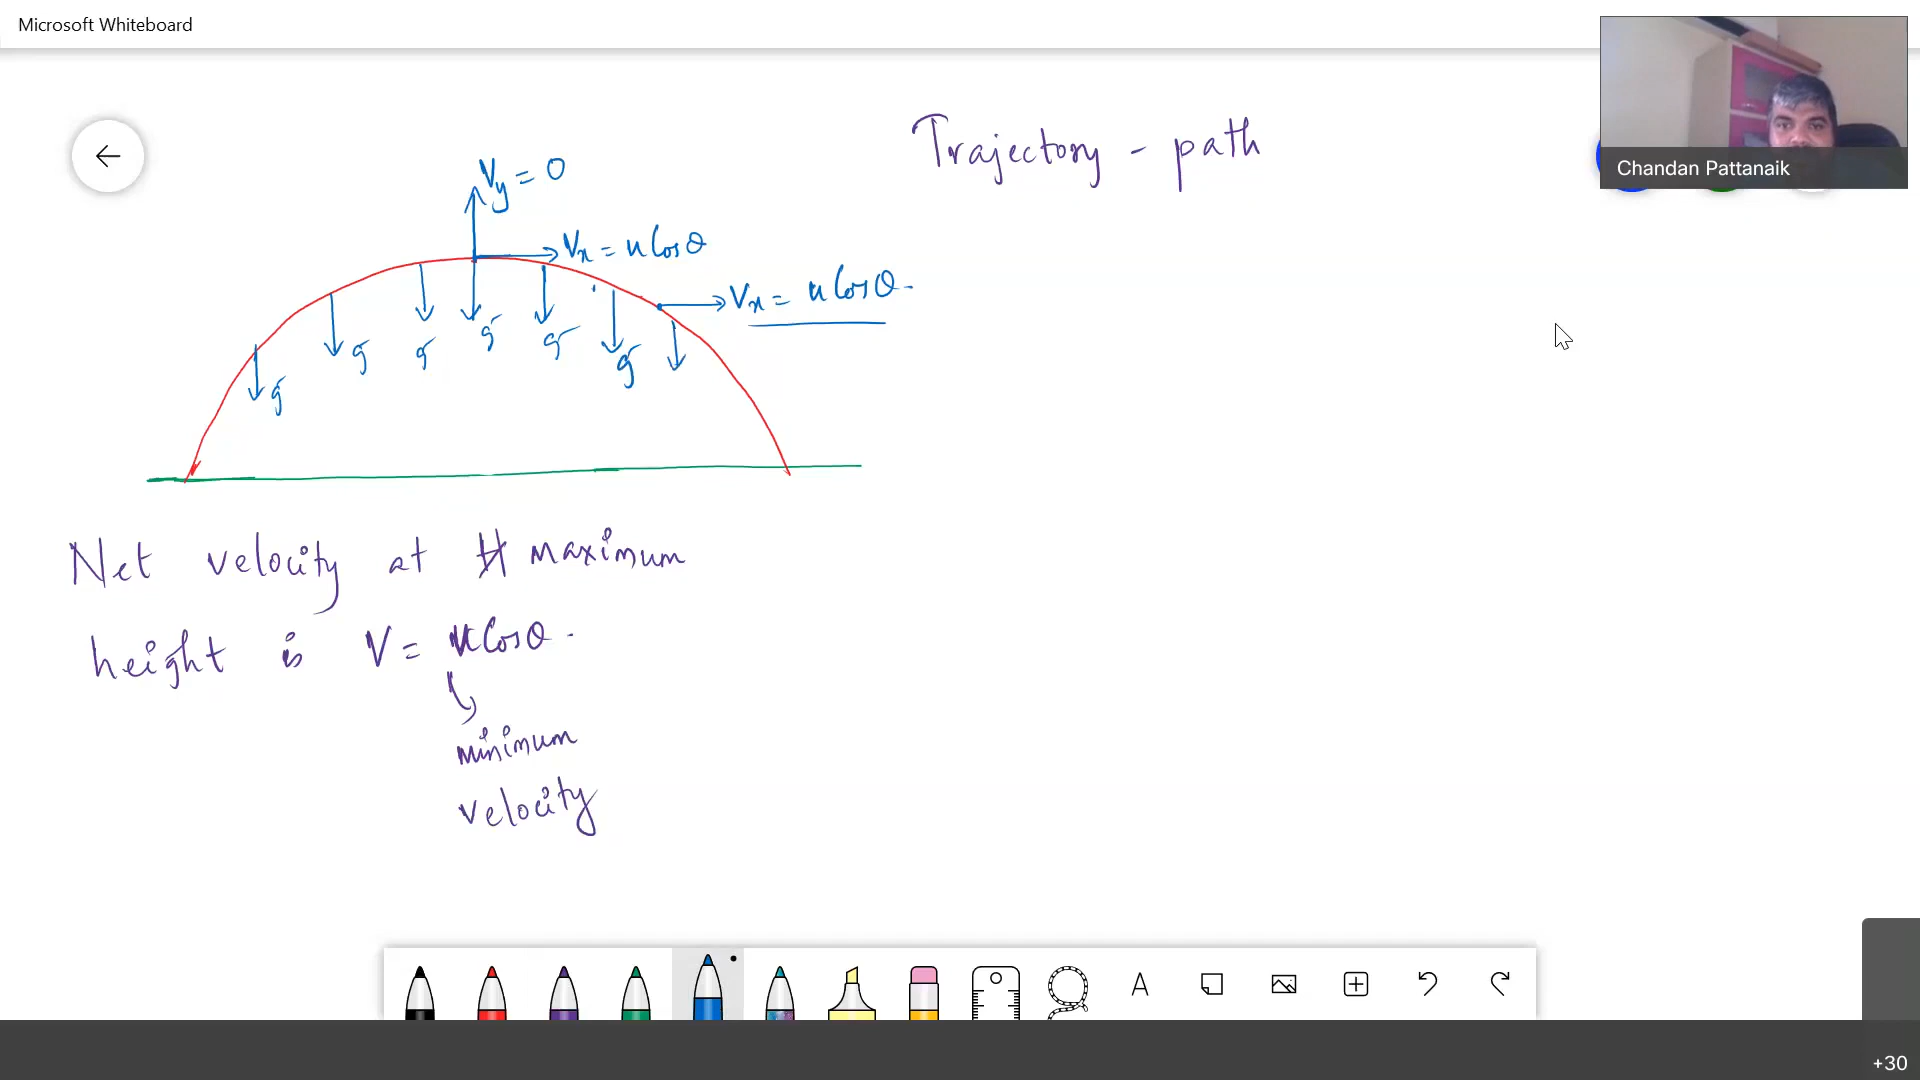 Microsoft Whiteboard
Chandan Pattanaik
Trajectory - path
Vy = 0
Vx = u Cos θ
Vx = u Cos θ.
g g g g g g
Net velocity at maximum
height is V = u Cos θ.
minimum
velocity
A
+30